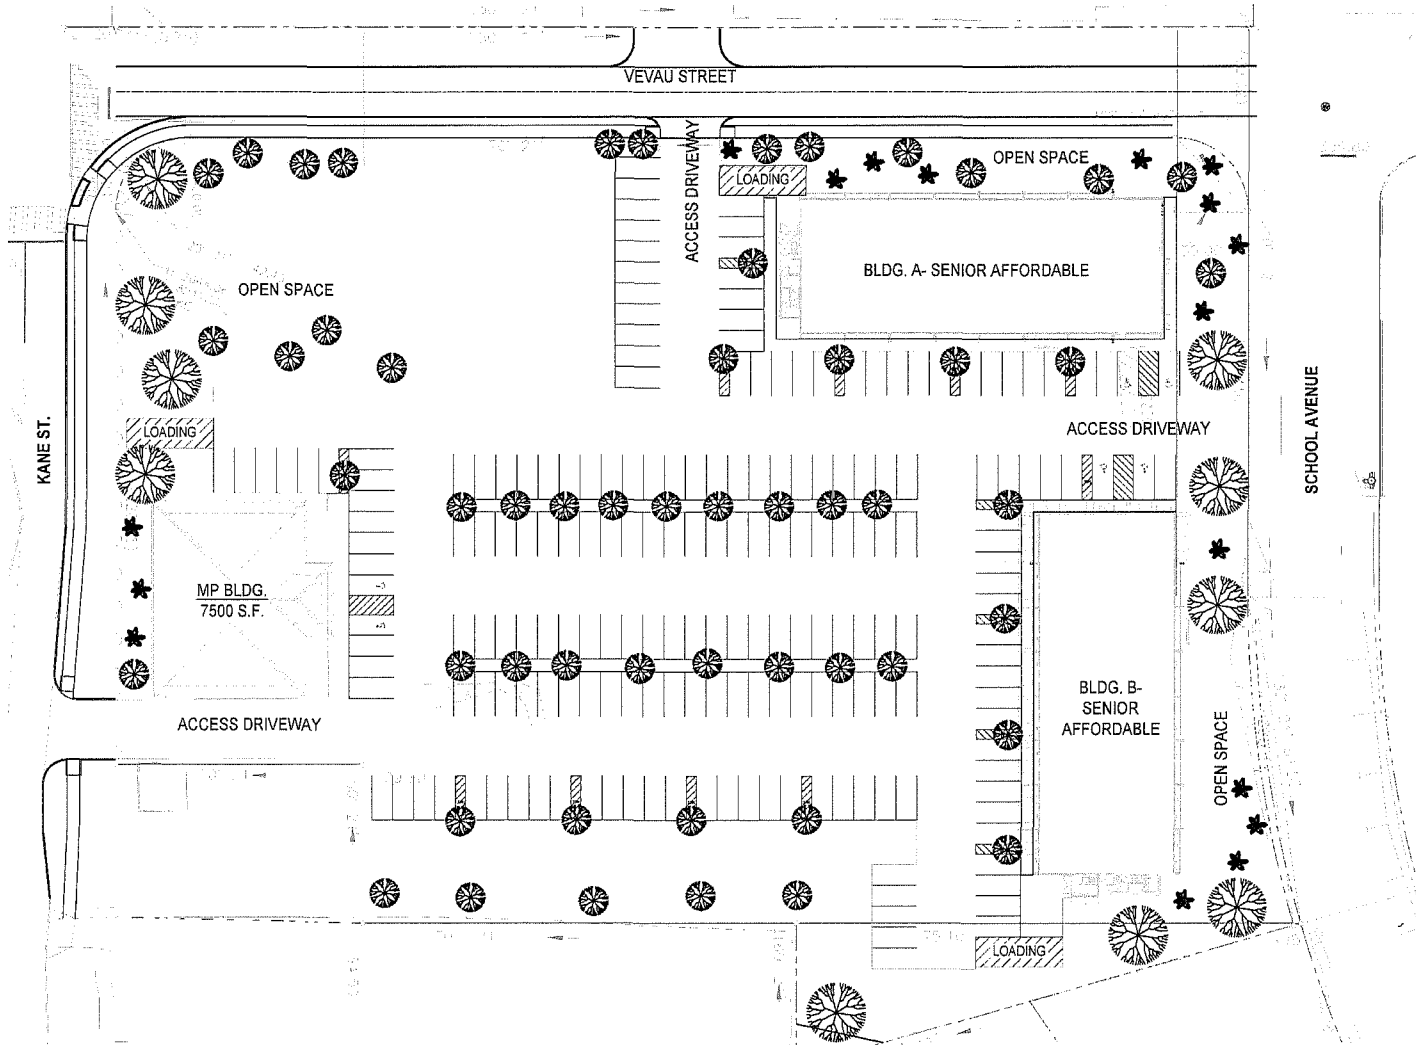 VEVAU STREET
ACCESS DRIVEWAY
OPEN SPACE
LOADING
BLDG. A- SENIOR AFFORDABLE
OPEN SPACE
KANE ST.
LOADING
ACCESS DRIVEWAY
SCHOOL AVENUE
MP BLDG.
7500 S.F.
BLDG. B-
SENIOR
AFFORDABLE
ACCESS DRIVEWAY
OPEN SPACE
LOADING